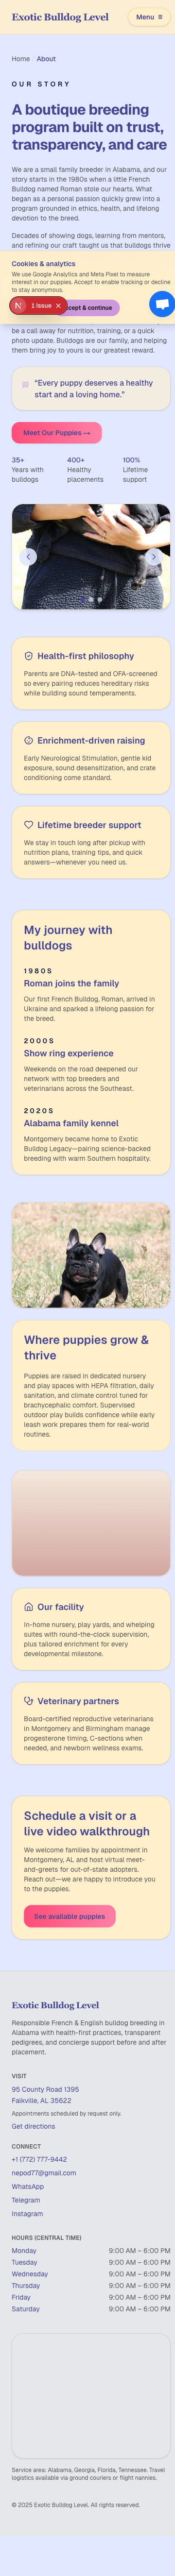 Exotic Bulldog Level
Menu ≡
Home About
OUR STORY
A boutique breeding
program built on trust,
transparency, and care
We are a small family breeder in Alabama, and our
story starts in the 1980s when a little French
Bulldog named Roman stole our hearts. What
began as a personal passion quickly grew into a
program grounded in ethics, health, and lifelong
devotion to the breed.
Decades of showing dogs, learning from mentors,
and refining our craft taught us that bulldogs thrive
Cookies & analytics
We use Google Analytics and Meta Pixel to measure
interest in our puppies. Accept to enable tracking or decline
to stay anonymous.
N 1 Issue ×
cept & continue
be a call away for nutrition, training, or a quick
photo update. Bulldogs are our family, and helping
them bring joy to yours is our greatest reward.
“Every puppy deserves a healthy
start and a loving home.”
Meet Our Puppies →
35+
Years with
bulldogs
400+
Healthy
placements
100%
Lifetime
support
Health-first philosophy
Parents are DNA-tested and OFA-screened
so every pairing reduces hereditary risks
while building sound temperaments.
Enrichment-driven raising
Early Neurological Stimulation, gentle kid
exposure, sound desensitization, and crate
conditioning come standard.
Lifetime breeder support
We stay in touch long after pickup with
nutrition plans, training tips, and quick
answers—whenever you need us.
My journey with
bulldogs
1980S
Roman joins the family
Our first French Bulldog, Roman, arrived in
Ukraine and sparked a lifelong passion for
the breed.
2000S
Show ring experience
Weekends on the road deepened our
network with top breeders and
veterinarians across the Southeast.
2020S
Alabama family kennel
Montgomery became home to Exotic
Bulldog Legacy—pairing science-backed
breeding with warm Southern hospitality.
Where puppies grow &
thrive
Puppies are raised in dedicated nursery
and play spaces with HEPA filtration, daily
sanitation, and climate control tuned for
brachycephalic comfort. Supervised
outdoor play builds confidence while early
leash work prepares them for real-world
routines.
Our facility
In-home nursery, play yards, and whelping
suites with round-the-clock supervision,
plus tailored enrichment for every
developmental milestone.
Veterinary partners
Board-certified reproductive veterinarians
in Montgomery and Birmingham manage
progesterone timing, C-sections when
needed, and newborn wellness exams.
Schedule a visit or a
live video walkthrough
We welcome families by appointment in
Montgomery, AL and host virtual meet-
and-greets for out-of-state adopters.
Reach out—we are happy to introduce you
to the puppies.
See available puppies
Exotic Bulldog Level
Responsible French & English bulldog breeding in
Alabama with health-first practices, transparent
pedigrees, and concierge support before and after
placement.
VISIT
95 County Road 1395
Falkville, AL 35622
Appointments scheduled by request only.
Get directions
CONNECT
+1 (772) 777-9442
nepod77@gmail.com
WhatsApp
Telegram
Instagram
HOURS (CENTRAL TIME)
Monday 9:00 AM – 6:00 PM
Tuesday 9:00 AM – 6:00 PM
Wednesday 9:00 AM – 6:00 PM
Thursday 9:00 AM – 6:00 PM
Friday 9:00 AM – 6:00 PM
Saturday 9:00 AM – 6:00 PM
Service area: Alabama, Georgia, Florida, Tennessee. Travel
logistics available via ground couriers or flight nannies.
© 2025 Exotic Bulldog Level. All rights reserved.